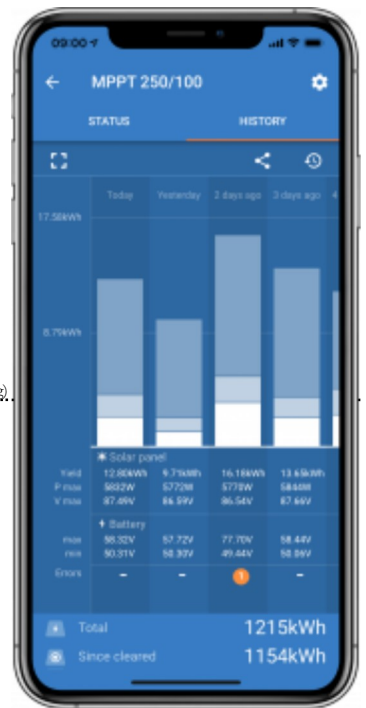 09:00
MPPT 250/100
STATUS HISTORY
Today Yesterday 2 days ago 3 days ago 4
17.58kWh
8.79kWh
g)
Solar panel
Yield 12.80kWh 9.71kWh 16.18kWh 13.65kWh
P max 5832W 5772W 5770W 5844W
V max 87.49V 86.59V 86.54V 87.66V
Battery
max 58.32V 57.72V 77.70V 58.44V
min 50.31V 50.30V 49.44V 50.06V
Errors - - 1 -
Total 1215kWh
Since cleared 1154kWh